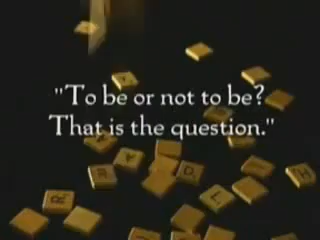 "To be or not to be?
That is the question."